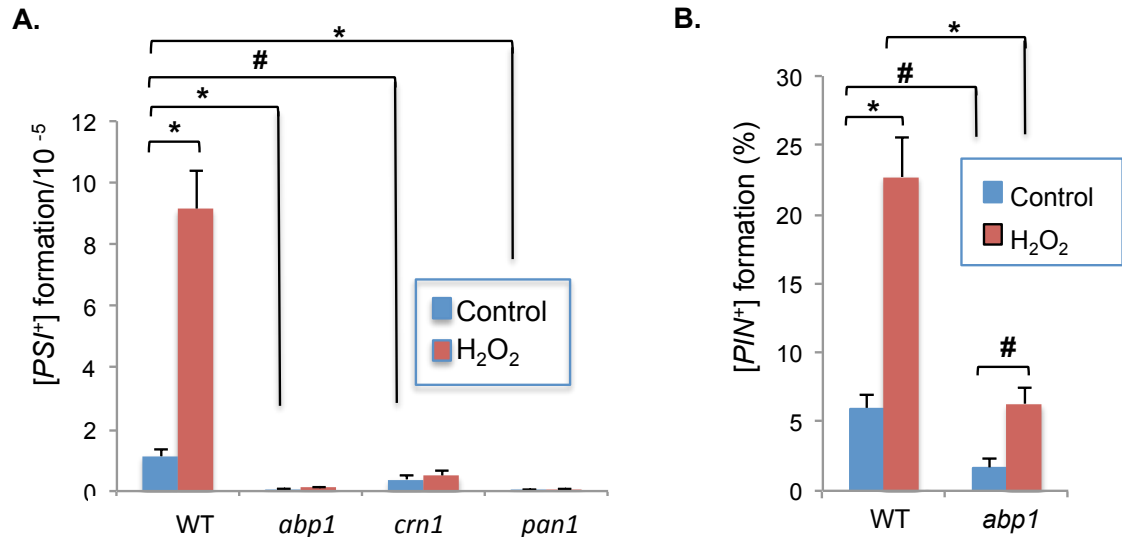 A.
*
#
*
*
[PSI⁺] formation/10 ⁻⁵
12
10
8
6
4
2
0
Control
H₂O₂
WT
abp1
crn1
pan1
B.
*
#
*
#
[PIN⁺] formation (%)
30
25
20
15
10
5
0
Control
H₂O₂
WT
abp1